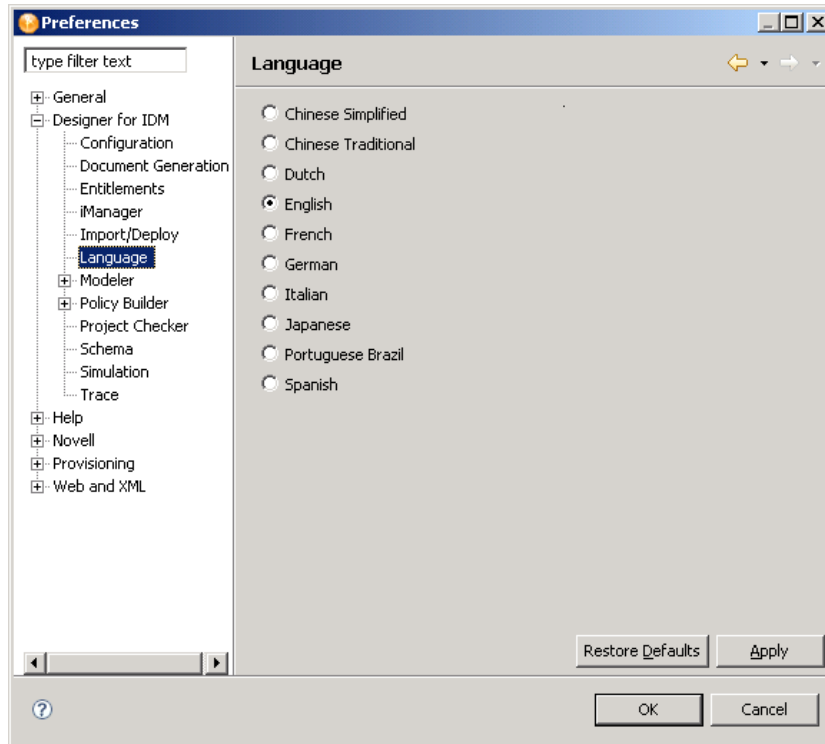 Preferences
type filter text
General
Designer for IDM
Configuration
Document Generation
Entitlements
iManager
Import/Deploy
Language
Modeler
Policy Builder
Project Checker
Schema
Simulation
Trace
Help
Novell
Provisioning
Web and XML
Language
Chinese Simplified
Chinese Traditional
Dutch
English
French
German
Italian
Japanese
Portuguese Brazil
Spanish
Restore Defaults
Apply
OK
Cancel